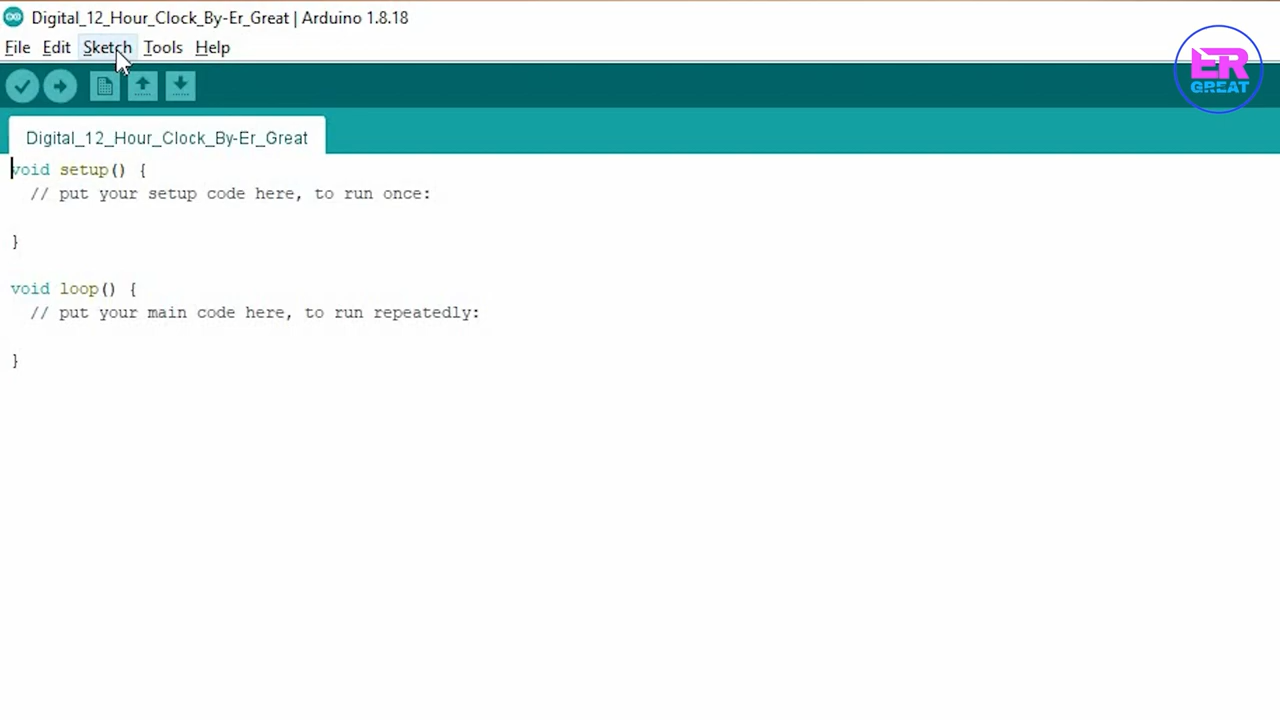 Digital_12_Hour_Clock_By-Er_Great | Arduino 1.8.18
File Edit Sketch Tools Help
ER
GREAT
Digital_12_Hour_Clock_By-Er_Great
void setup() {
  // put your setup code here, to run once:
}
void loop() {
  // put your main code here, to run repeatedly:
}